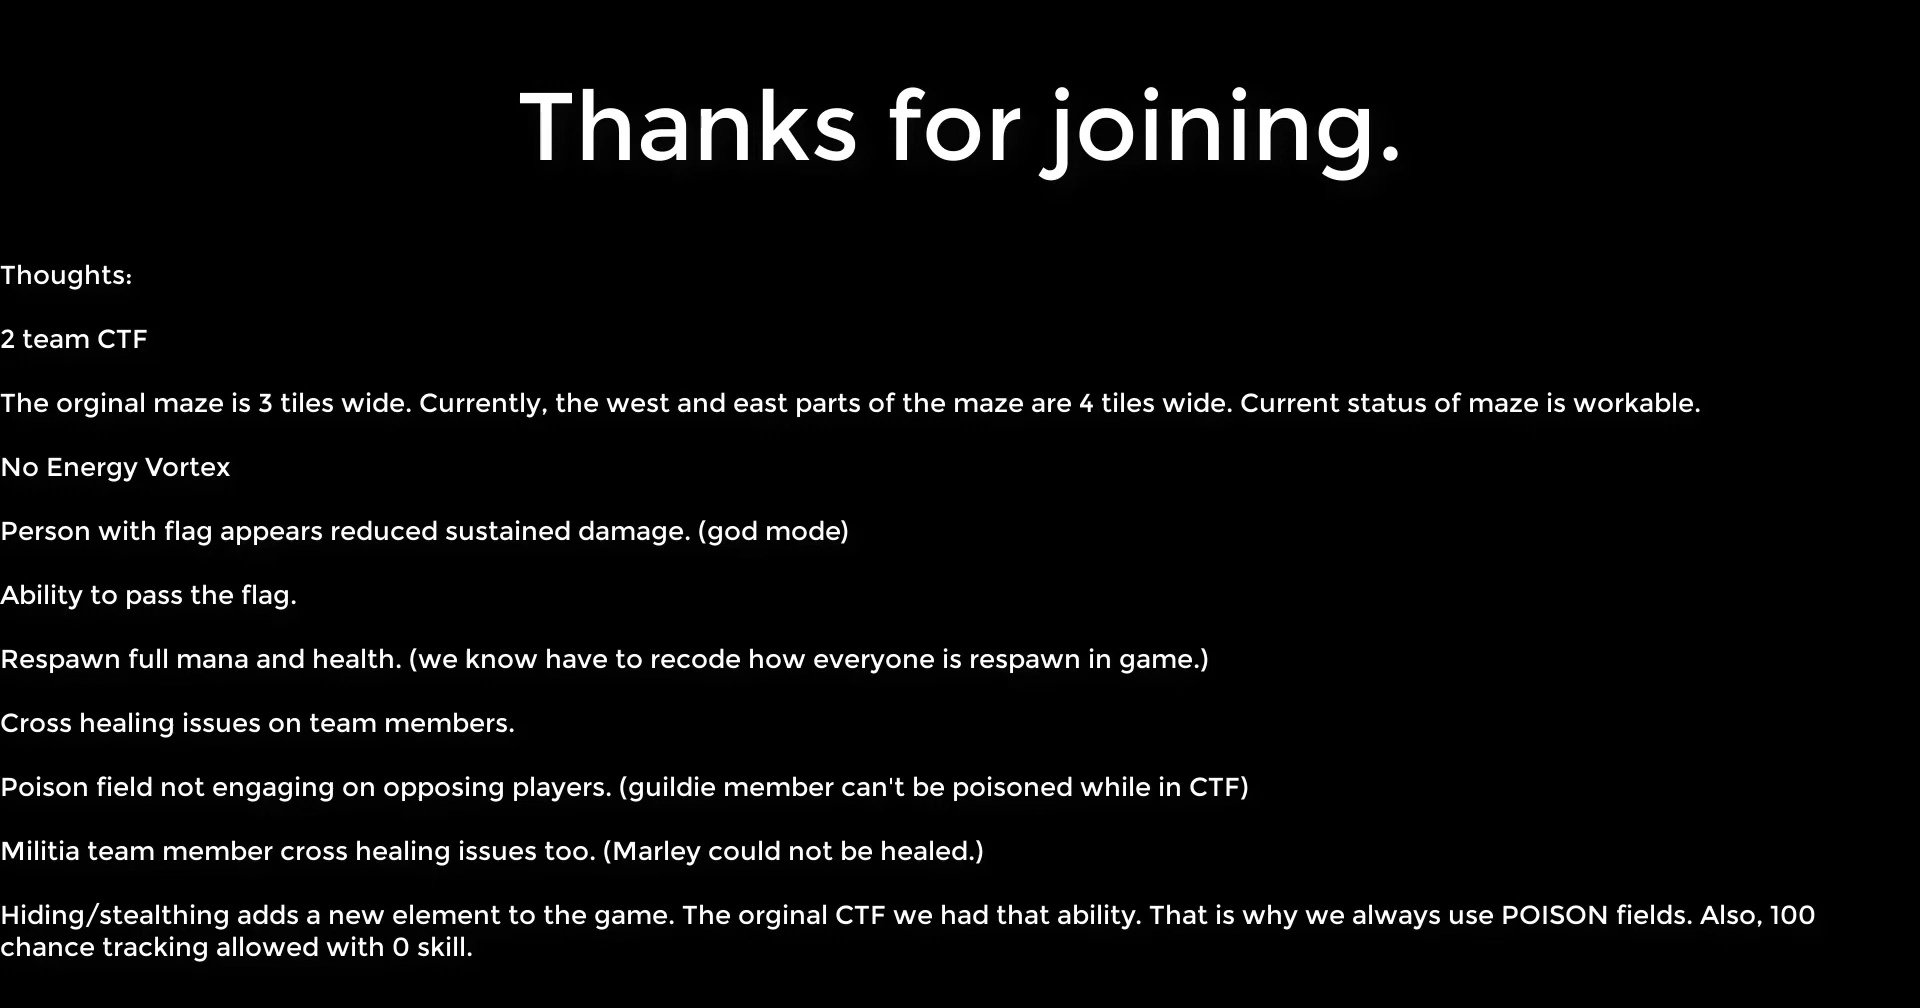 Thanks for joining.
Thoughts:
2 team CTF
The orginal maze is 3 tiles wide. Currently, the west and east parts of the maze are 4 tiles wide. Current status of maze is workable.
No Energy Vortex
Person with flag appears reduced sustained damage. (god mode)
Ability to pass the flag.
Respawn full mana and health. (we know have to recode how everyone is respawn in game.)
Cross healing issues on team members.
Poison field not engaging on opposing players. (guildie member can't be poisoned while in CTF)
Militia team member cross healing issues too. (Marley could not be healed.)
Hiding/stealthing adds a new element to the game. The orginal CTF we had that ability. That is why we always use POISON fields. Also, 100
chance tracking allowed with 0 skill.